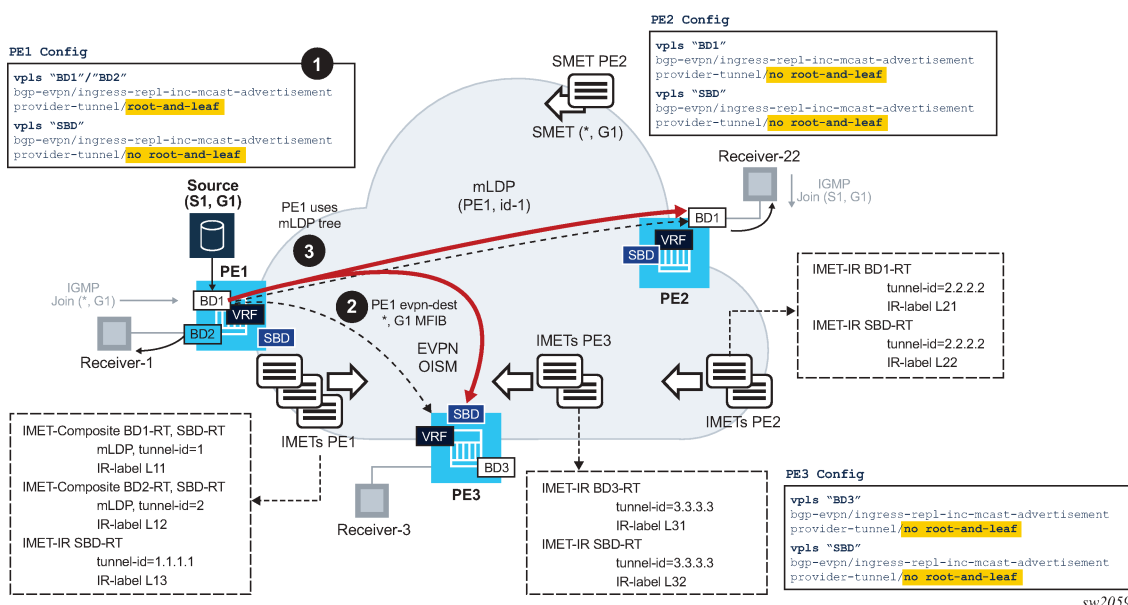 PE1 Config
1
vpls "BD1"/"BD2"
bgp-evpn/ingress-repl-inc-mcast-advertisement
provider-tunnel/root-and-leaf
vpls "SBD"
bgp-evpn/ingress-repl-inc-mcast-advertisement
provider-tunnel/no root-and-leaf
PE2 Config
vpls "BD1"
bgp-evpn/ingress-repl-inc-mcast-advertisement
provider-tunnel/no root-and-leaf
vpls "SBD"
bgp-evpn/ingress-repl-inc-mcast-advertisement
provider-tunnel/no root-and-leaf
SMET PE2
SMET (*, G1)
Receiver-22
IGMP
Join (S1, G1)
Source
(S1, G1)
PE1 uses
mLDP tree
3
mLDP
(PE1, id-1)
BD1
VRF
SBD
PE2
PE1
IGMP
Join (*, G1)
BD1
VRF
BD2
SBD
Receiver-1
2
PE1 evpn-dest
*, G1 MFIB
EVPN
OISM
IMETs PE3
IMETs PE2
IMETs PE1
SBD
VRF
BD3
PE3
Receiver-3
IMET-IR BD1-RT
tunnel-id=2.2.2.2
IR-label L21
IMET-IR SBD-RT
tunnel-id=2.2.2.2
IR-label L22
IMET-Composite BD1-RT, SBD-RT
mLDP, tunnel-id=1
IR-label L11
IMET-Composite BD2-RT, SBD-RT
mLDP, tunnel-id=2
IR-label L12
IMET-IR SBD-RT
tunnel-id=1.1.1.1
IR-label L13
IMET-IR BD3-RT
tunnel-id=3.3.3.3
IR-label L31
IMET-IR SBD-RT
tunnel-id=3.3.3.3
IR-label L32
PE3 Config
vpls "BD3"
bgp-evpn/ingress-repl-inc-mcast-advertisement
provider-tunnel/no root-and-leaf
vpls "SBD"
bgp-evpn/ingress-repl-inc-mcast-advertisement
provider-tunnel/no root-and-leaf
sw2059